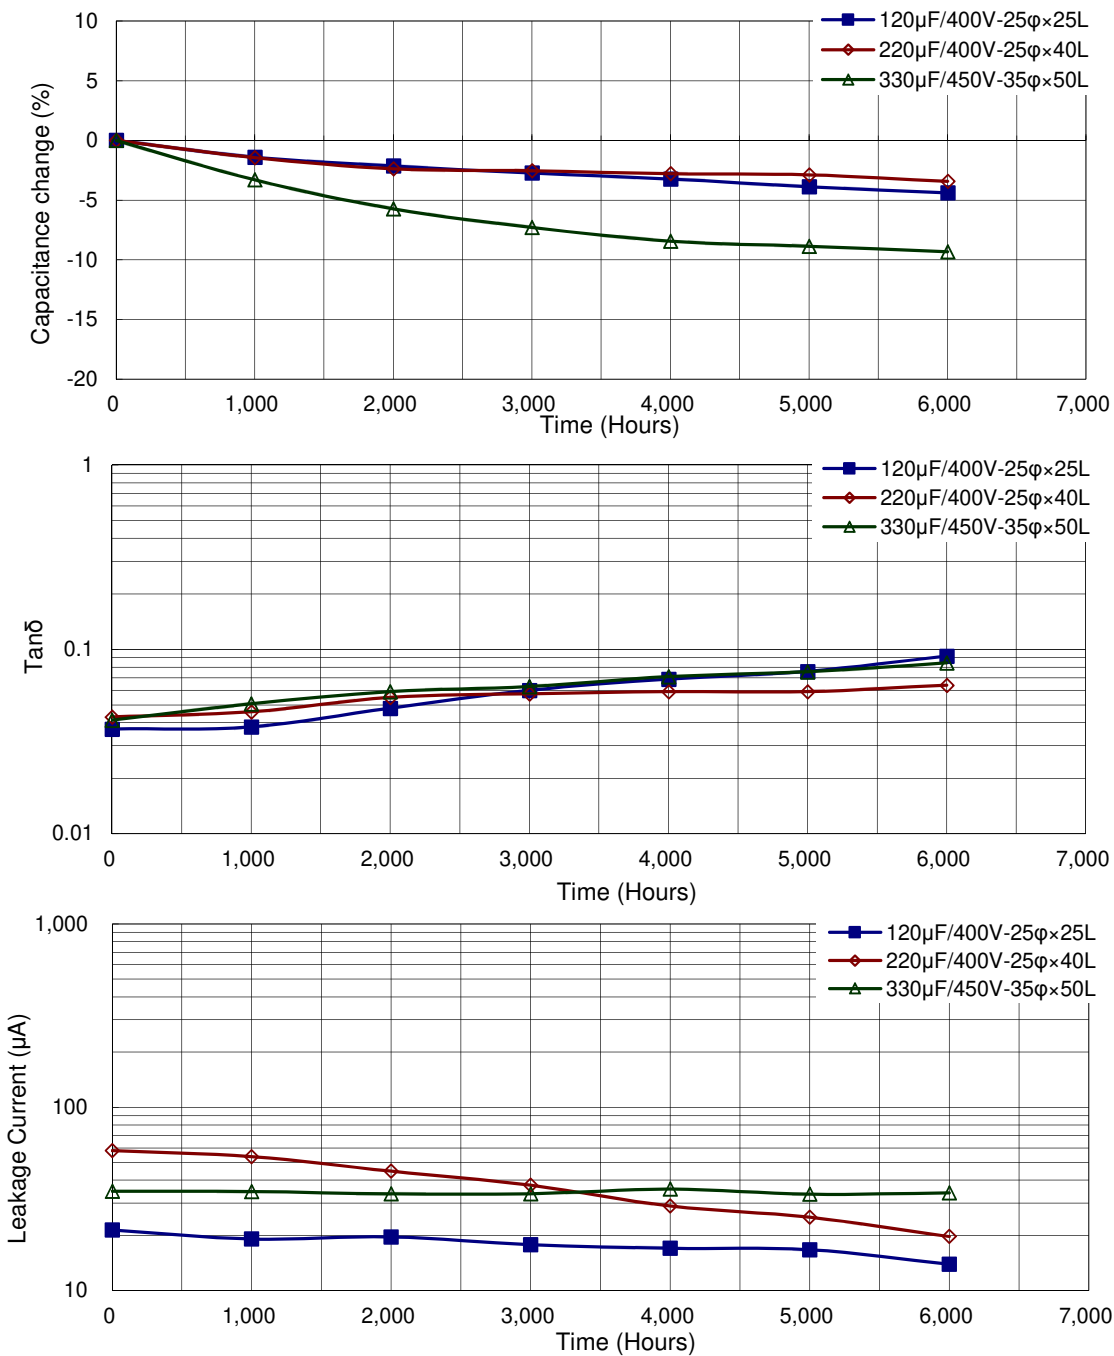 10
5
0
-5
-10
-15
-20
Capacitance change (%)
120µF/400V-25φ×25L
220µF/400V-25φ×40L
330µF/450V-35φ×50L
0 1,000 2,000 3,000 4,000 5,000 6,000 7,000
Time (Hours)
1
0.1
0.01
Tanδ
120µF/400V-25φ×25L
220µF/400V-25φ×40L
330µF/450V-35φ×50L
0 1,000 2,000 3,000 4,000 5,000 6,000 7,000
Time (Hours)
1,000
100
10
Leakage Current (µA)
120µF/400V-25φ×25L
220µF/400V-25φ×40L
330µF/450V-35φ×50L
0 1,000 2,000 3,000 4,000 5,000 6,000 7,000
Time (Hours)